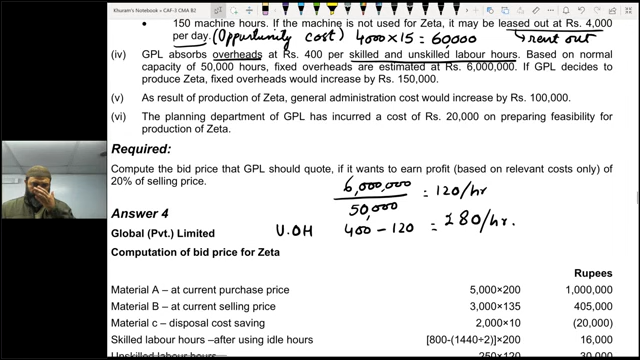 Khuram's Notebook » CAF-3 CMA B2
• 150 machine hours. If the machine is not used for Zeta, it may be leased out at Rs. 4,000
per day. (Oppurtunity cost) 4000×15 = 60,000 → rent out
(iv) GPL absorbs overheads at Rs. 400 per skilled and unskilled labour hours. Based on normal
capacity of 50,000 hours, fixed overheads are estimated at Rs. 6,000,000. If GPL decides to
produce Zeta, fixed overheads would increase by Rs. 150,000.
(v) As result of production of Zeta, general administration cost would increase by Rs. 100,000.
(vi) The planning department of GPL has incurred a cost of Rs. 20,000 on preparing feasibility for
production of Zeta.
Required:
Compute the bid price that GPL should quote, if it wants to earn profit (based on relevant costs only) of
20% of selling price.
6,000,000
50,000
= 120/hr
Answer 4
Global (Pvt.) Limited
U.OH 400 - 120 = 280/hr.
Computation of bid price for Zeta
Rupees
Material A – at current purchase price 5,000×200 1,000,000
Material B – at current selling price 3,000×135 405,000
Material c – disposal cost saving 2,000×10 (20,000)
Skilled labour hours –after using idle hours [800-(1440÷2)]×200 16,000
Unskilled labour hours 250×120 30,000